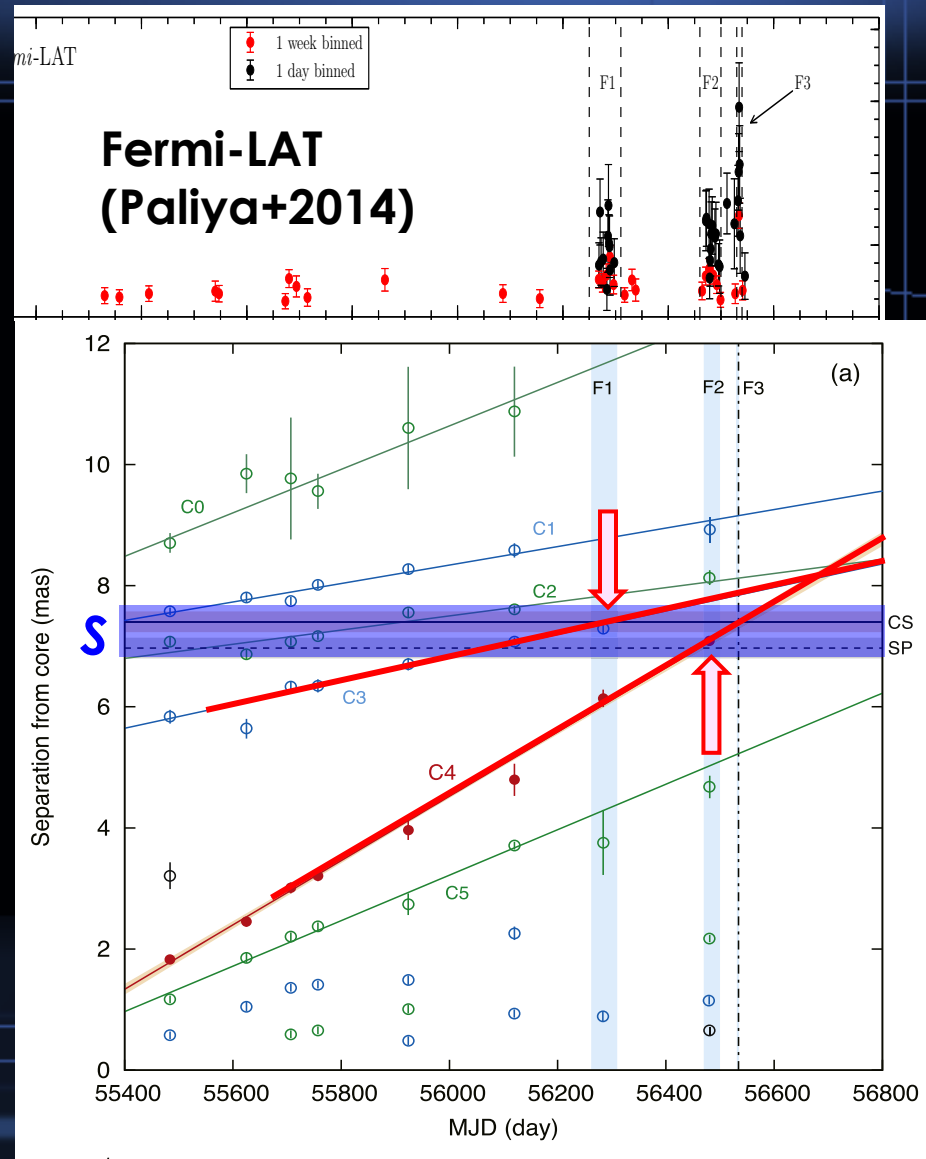 mi-LAT
1 week binned
1 day binned
F1
F2
F3
Fermi-LAT
(Paliya+2014)
12
10
8
6
4
2
0
Separation from core (mas)
(a)
F1
F2
F3
C0
C1
C2
C3
C4
C5
S
CS
SP
55400
55600
55800
56000
56200
56400
56600
56800
MJD (day)